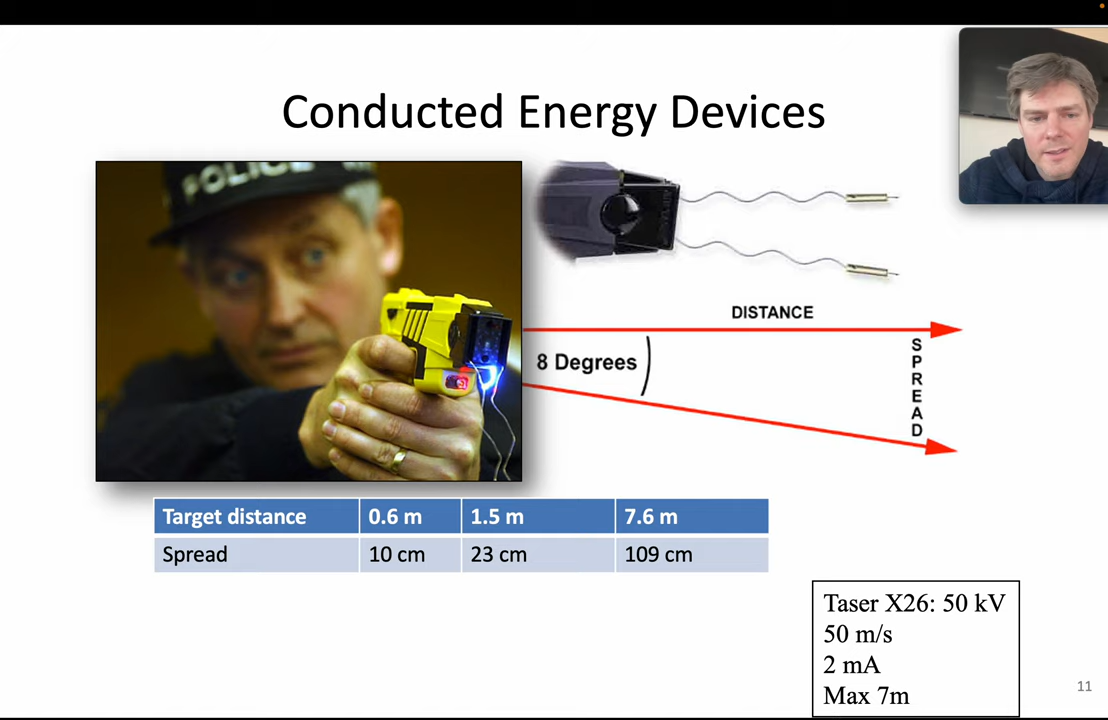 Conducted Energy Devices
POLICE
DISTANCE
8 Degrees
SPREAD
Target distance 0.6 m 1.5 m 7.6 m
Spread 10 cm 23 cm 109 cm
Taser X26: 50 kV
50 m/s
2 mA
Max 7m
11